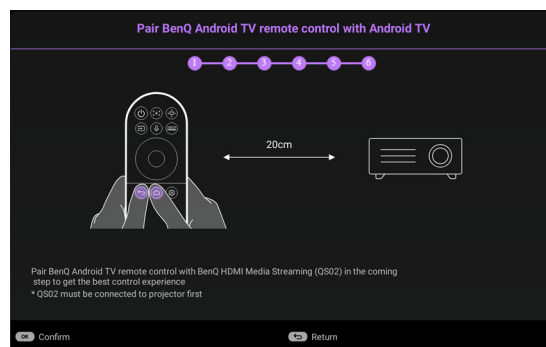 Pair BenQ Android TV remote control with Android TV
1 2 3 4 5 6
20cm
Pair BenQ Android TV remote control with BenQ HDMI Media Streaming (QS02) in the coming
step to get the best control experience
* QS02 must be connected to projector first
OK Confirm
Return